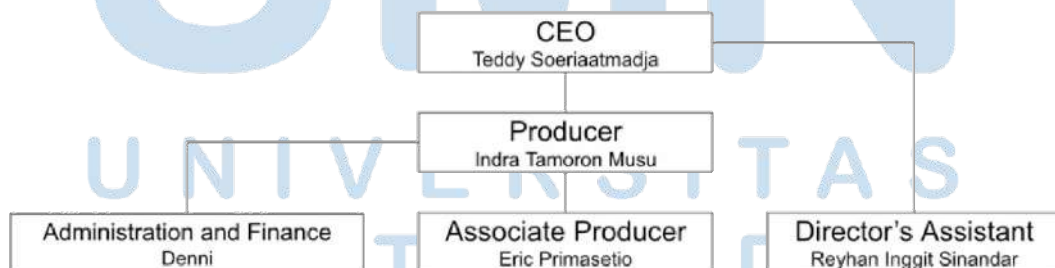 CEO
Teddy Soeriaatmadja
Producer
Indra Tamoron Musu
UNIVERSITAS
Administration and Finance
Denni
Associate Producer
Eric Primasetio
Director's Assistant
Reyhan Inggit Sinandar